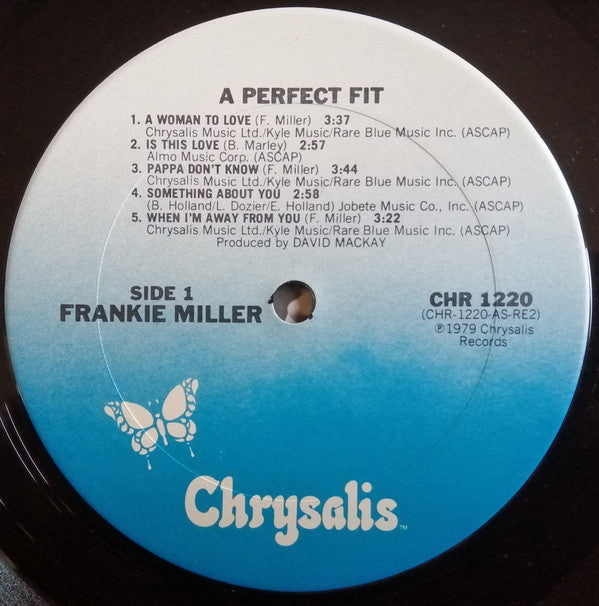 A PERFECT FIT
1. A WOMAN TO LOVE (F. Miller) 3:37
Chrysalis Music Ltd./Kyle Music/Rare Blue Music Inc. (ASCAP)
2. IS THIS LOVE (B. Marley) 2:57
Almo Music Corp. (ASCAP)
3. PAPPA DON'T KNOW (F. Miller) 3:44
Chrysalis Music Ltd./Kyle Music/Rare Blue Music Inc. (ASCAP)
4. SOMETHING ABOUT YOU 2:58
(B. Holland/L. Dozier/E. Holland) Jobete Music Co., Inc. (ASCAP)
5. WHEN I'M AWAY FROM YOU (F. Miller) 3:22
Chrysalis Music Ltd./Kyle Music/Rare Blue Music Inc. (ASCAP)
Produced by DAVID MACKAY
SIDE 1
FRANKIE MILLER
CHR 1220
(CHR-1220-AS-RE2)
℗1979 Chrysalis
Records
Chrysalis™